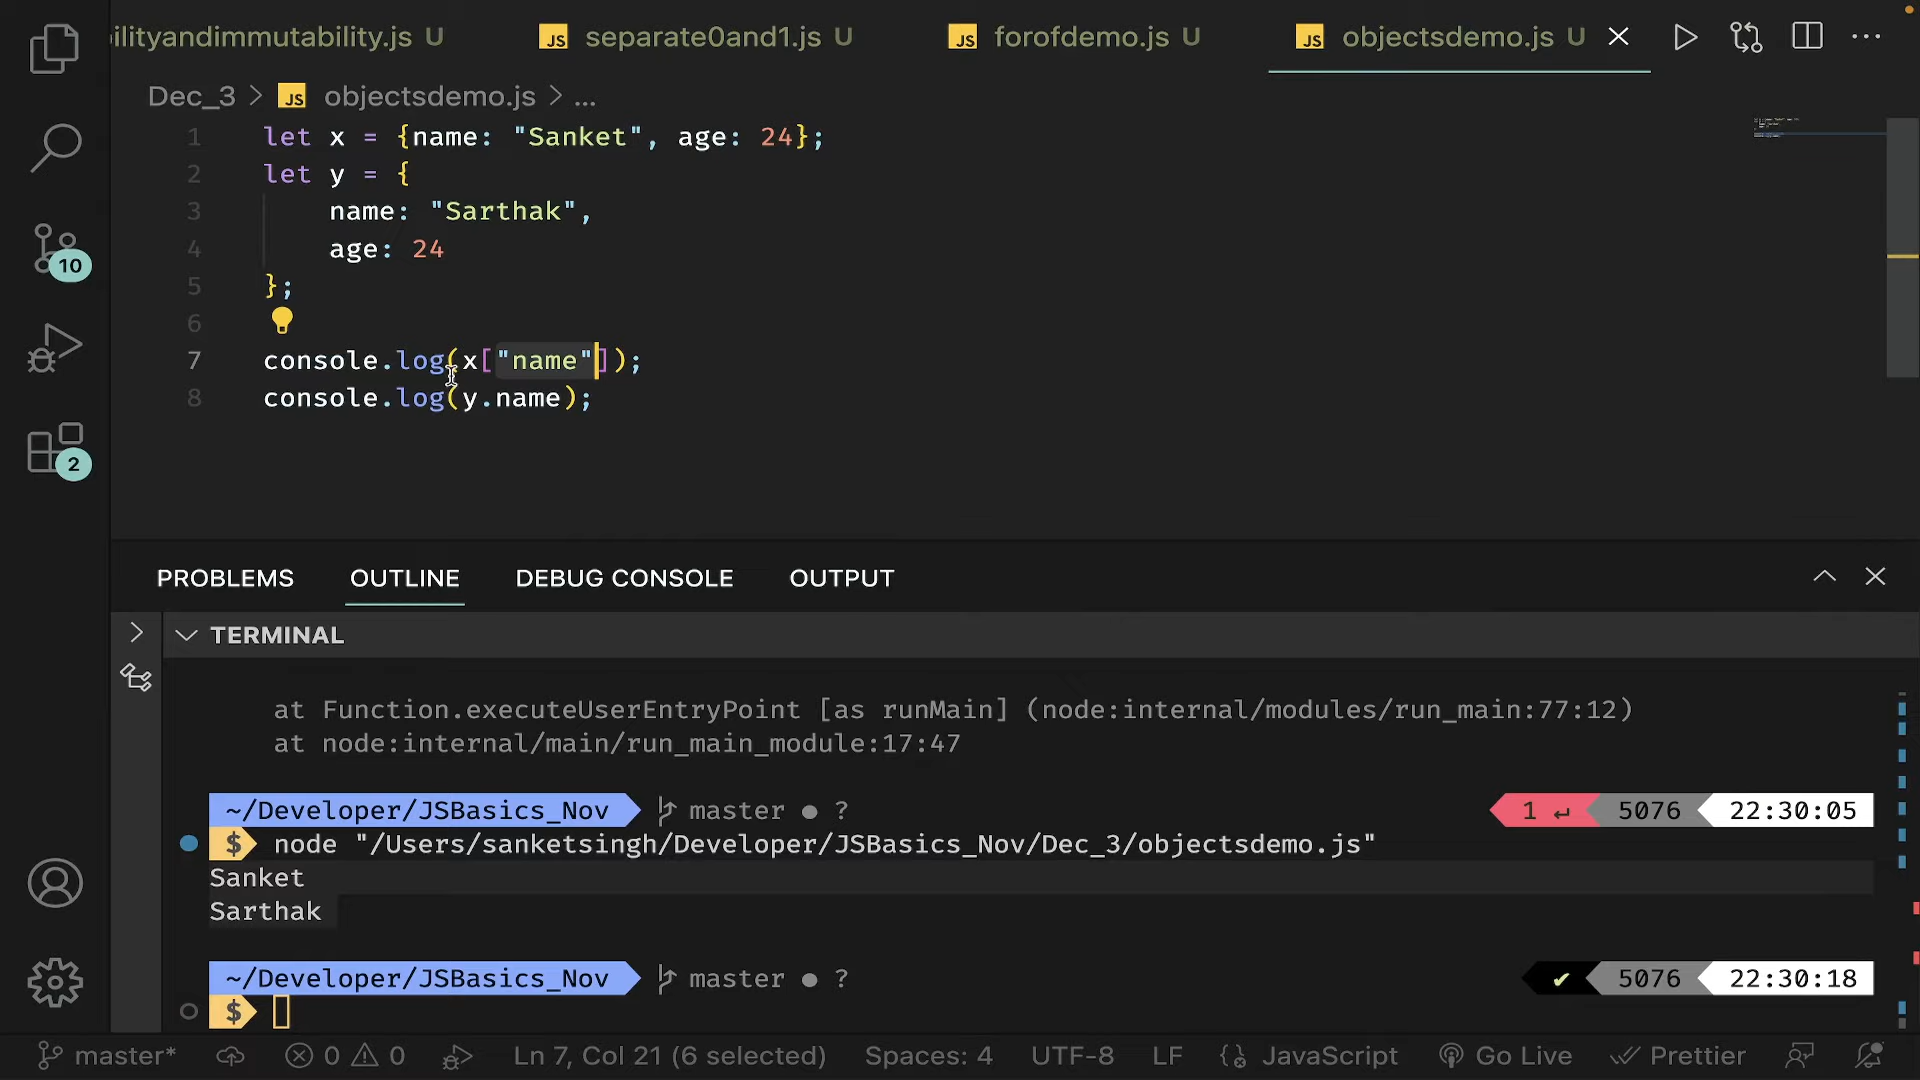 ilityandimmutability.js U JS separate0and1.js U JS forofdemo.js U JS objectsdemo.js U
Dec_3 > JS objectsdemo.js > ...
1 let x = {name: "Sanket", age: 24};
2 let y = {
3 name: "Sarthak",
4 age: 24
5 };
6
7 console.log(x["name"]);
8 console.log(y.name);
10
2
PROBLEMS OUTLINE DEBUG CONSOLE OUTPUT
TERMINAL
at Function.executeUserEntryPoint [as runMain] (node:internal/modules/run_main:77:12)
at node:internal/main/run_main_module:17:47
~/Developer/JSBasics_Nov master ● ? 1 ↵ 5076 22:30:05
$ node "/Users/sanketsingh/Developer/JSBasics_Nov/Dec_3/objectsdemo.js"
Sanket
Sarthak
~/Developer/JSBasics_Nov master ● ? ✔ 5076 22:30:18
$
master* 0 0 Ln 7, Col 21 (6 selected) Spaces: 4 UTF-8 LF JavaScript Go Live Prettier